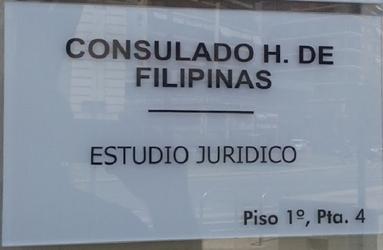 CONSULADO H. DE
FILIPINAS
ESTUDIO JURIDICO
Piso 1º, Pta. 4